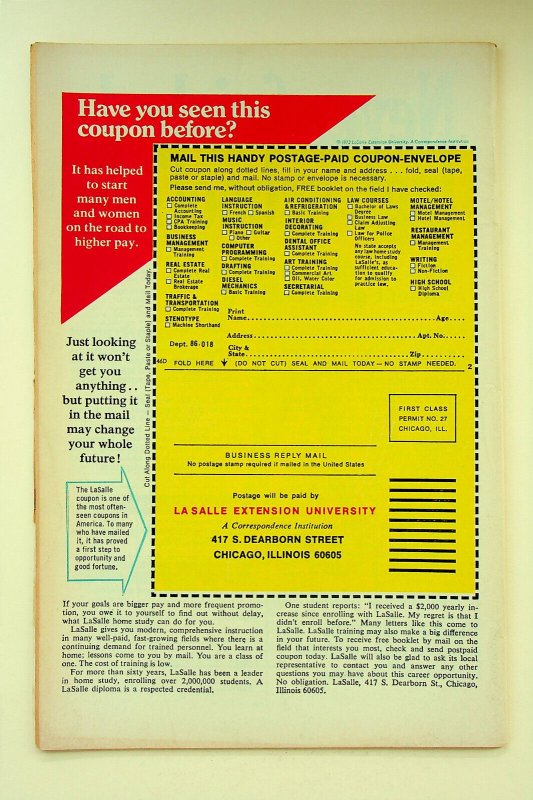 Have you seen this
coupon before?
© 1972 LaSalle Extension University, A Correspondence Institution
It has helped
to start
many men
and women
on the road to
higher pay.
MAIL THIS HANDY POSTAGE-PAID COUPON-ENVELOPE
Cut coupon along dotted lines, fill in your name and address . . . fold, seal (tape,
paste or staple) and mail. No stamp or envelope is necessary.
Please send me, without obligation, FREE booklet on the field I have checked:
ACCOUNTING
Complete
Accounting
Income Tax
CPA Training
Bookkeeping
BUSINESS
MANAGEMENT
Management
Training
REAL ESTATE
Complete Real
Estate
Real Estate
Brokerage
TRAFFIC &
TRANSPORTATION
Complete Training
STENOTYPE
Machine Shorthand
LANGUAGE
INSTRUCTION
French Spanish
MUSIC
INSTRUCTION
Piano Guitar
Other
COMPUTER
PROGRAMMING
Complete Training
DRAFTING
Complete Training
DIESEL
MECHANICS
Basic Training
AIR CONDITIONING
& REFRIGERATION
Basic Training
INTERIOR
DECORATING
Complete Training
DENTAL OFFICE
ASSISTANT
Complete Training
ART TRAINING
Complete Training
Commercial Art
Oil, Water Color
SECRETARIAL
Complete Training
LAW COURSES
Bachelor of Laws
Degree
Business Law
Claim Adjusting
Law
Law for Police
Officers
No state accepts
any law home study
course, including
LaSalle's, as
sufficient educa-
tion to qualify
for admission to
practice law.
MOTEL/HOTEL
MANAGEMENT
Motel Management
Hotel Management
RESTAURANT
MANAGEMENT
Management
Training
WRITING
Fiction
Non-Fiction
HIGH SCHOOL
High School
Diploma
Print
Name Age
Address Apt. No.
Dept. 86-018
City &
State Zip
46D FOLD HERE (DO NOT CUT) SEAL AND MAIL TODAY—NO STAMP NEEDED. 2
Cut Along Dotted Line — Seal (Tape, Paste or Staple) and Mail Today.
Just looking
at it won't
get you
anything . .
but putting it
in the mail
may change
your whole
future !
The LaSalle
coupon is one of
the most often-
seen coupons in
America. To many
who have mailed
it, it has proved
a first step to
opportunity and
good fortune.
FIRST CLASS
PERMIT NO. 27
CHICAGO, ILL.
BUSINESS REPLY MAIL
No postage stamp required if mailed in the United States
Postage will be paid by
LA SALLE EXTENSION UNIVERSITY
A Correspondence Institution
417 S. DEARBORN STREET
CHICAGO, ILLINOIS 60605
If your goals are bigger pay and more frequent promo-
tion, you owe it to yourself to find out without delay,
what LaSalle home study can do for you.
LaSalle gives you modern, comprehensive instruction
in many well-paid, fast-growing fields where there is a
continuing demand for trained personnel. You learn at
home; lessons come to you by mail. You are a class of
one. The cost of training is low.
For more than sixty years, LaSalle has been a leader
in home study, enrolling over 2,000,000 students. A
LaSalle diploma is a respected credential.
One student reports: "I received a $2,000 yearly in-
crease since enrolling with LaSalle. My regret is that I
didn't enroll before." Many letters like this come to
LaSalle. LaSalle training may also make a big difference
in your future. To receive free booklet by mail on the
field that interests you most, check and send postpaid
coupon today. LaSalle will also be glad to ask its local
representative to contact you and answer any other
questions you may have about this career opportunity.
No obligation. LaSalle, 417 S. Dearborn St., Chicago,
Illinois 60605.